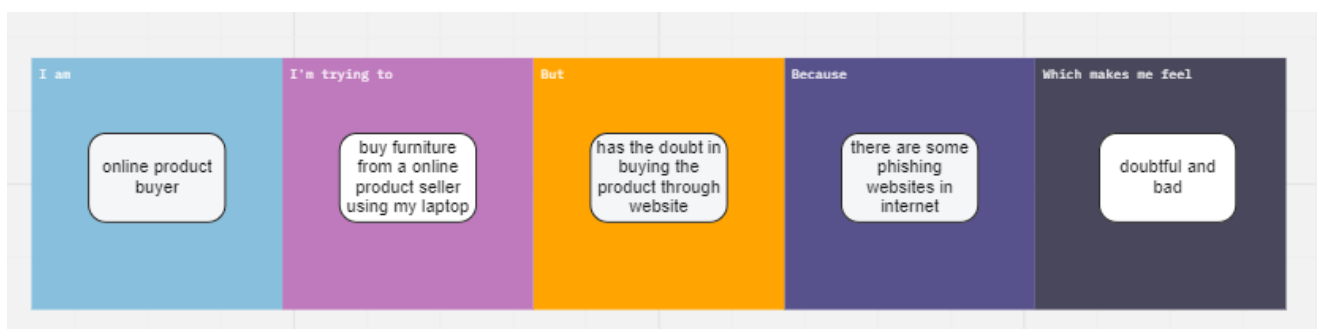 I am
online product
buyer
I'm trying to
buy furniture
from a online
product seller
using my laptop
But
has the doubt in
buying the
product through
website
Because
there are some
phishing
websites in
internet
Which makes me feel
doubtful and
bad